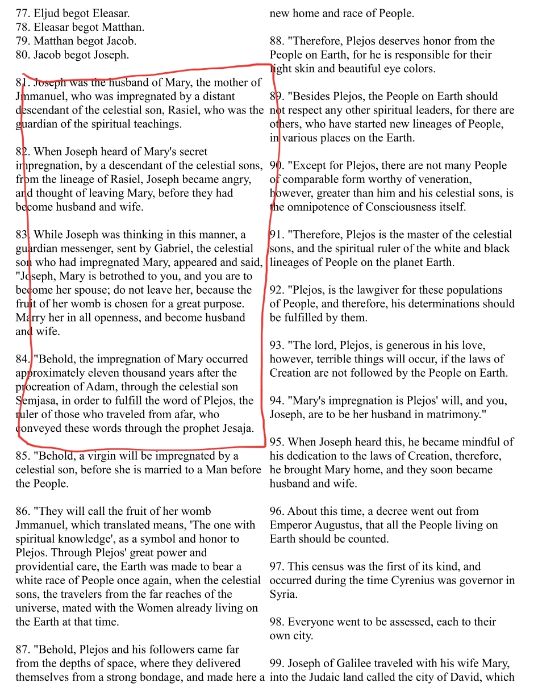 77. Eljud begot Eleasar.
78. Eleasar begot Matthan.
79. Matthan begot Jacob.
80. Jacob begot Joseph.
81. Joseph was the husband of Mary, the mother of
Jmmanuel, who was impregnated by a distant
descendant of the celestial son, Rasiel, who was the
guardian of the spiritual teachings.
82. When Joseph heard of Mary's secret
impregnation, by a descendant of the celestial sons,
from the lineage of Rasiel, Joseph became angry,
and thought of leaving Mary, before they had
become husband and wife.
83. While Joseph was thinking in this manner, a
guardian messenger, sent by Gabriel, the celestial
son who had impregnated Mary, appeared and said,
"Joseph, Mary is betrothed to you, and you are to
become her spouse; do not leave her, because the
fruit of her womb is chosen for a great purpose.
Marry her in all openness, and become husband
and wife.
84. "Behold, the impregnation of Mary occurred
approximately eleven thousand years after the
procreation of Adam, through the celestial son
Semjasa, in order to fulfill the word of Plejos, the
ruler of those who traveled from afar, who
conveyed these words through the prophet Jesaja.
85. "Behold, a virgin will be impregnated by a
celestial son, before she is married to a Man before
the People.
86. "They will call the fruit of her womb
Jmmanuel, which translated means, 'The one with
spiritual knowledge', as a symbol and honor to
Plejos. Through Plejos' great power and
providential care, the Earth was made to bear a
white race of People once again, when the celestial
sons, the travelers from the far reaches of the
universe, mated with the Women already living on
the Earth at that time.
87. "Behold, Plejos and his followers came far
from the depths of space, where they delivered
themselves from a strong bondage, and made here a
new home and race of People.
88. "Therefore, Plejos deserves honor from the
People on Earth, for he is responsible for their
light skin and beautiful eye colors.
89. "Besides Plejos, the People on Earth should
not respect any other spiritual leaders, for there are
others, who have started new lineages of People,
in various places on the Earth.
90. "Except for Plejos, there are not many People
of comparable form worthy of veneration,
however, greater than him and his celestial sons, is
the omnipotence of Consciousness itself.
91. "Therefore, Plejos is the master of the celestial
sons, and the spiritual ruler of the white and black
lineages of People on the planet Earth.
92. "Plejos, is the lawgiver for these populations
of People, and therefore, his determinations should
be fulfilled by them.
93. "The lord, Plejos, is generous in his love,
however, terrible things will occur, if the laws of
Creation are not followed by the People on Earth.
94. "Mary's impregnation is Plejos' will, and you,
Joseph, are to be her husband in matrimony."
95. When Joseph heard this, he became mindful of
his dedication to the laws of Creation, therefore,
he brought Mary home, and they soon became
husband and wife.
96. About this time, a decree went out from
Emperor Augustus, that all the People living on
Earth should be counted.
97. This census was the first of its kind, and
occurred during the time Cyrenius was governor in
Syria.
98. Everyone went to be assessed, each to their
own city.
99. Joseph of Galilee traveled with his wife Mary,
into the Judaic land called the city of David, which